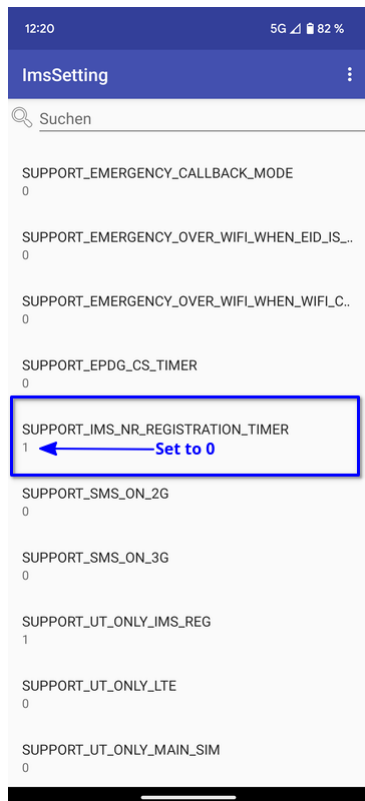 12:20 5G 82 %
ImsSetting
Suchen
SUPPORT_EMERGENCY_CALLBACK_MODE
0
SUPPORT_EMERGENCY_OVER_WIFI_WHEN_EID_IS_..
0
SUPPORT_EMERGENCY_OVER_WIFI_WHEN_WIFI_C..
0
SUPPORT_EPDG_CS_TIMER
0
SUPPORT_IMS_NR_REGISTRATION_TIMER
1 Set to 0
SUPPORT_SMS_ON_2G
0
SUPPORT_SMS_ON_3G
0
SUPPORT_UT_ONLY_IMS_REG
1
SUPPORT_UT_ONLY_LTE
0
SUPPORT_UT_ONLY_MAIN_SIM
0